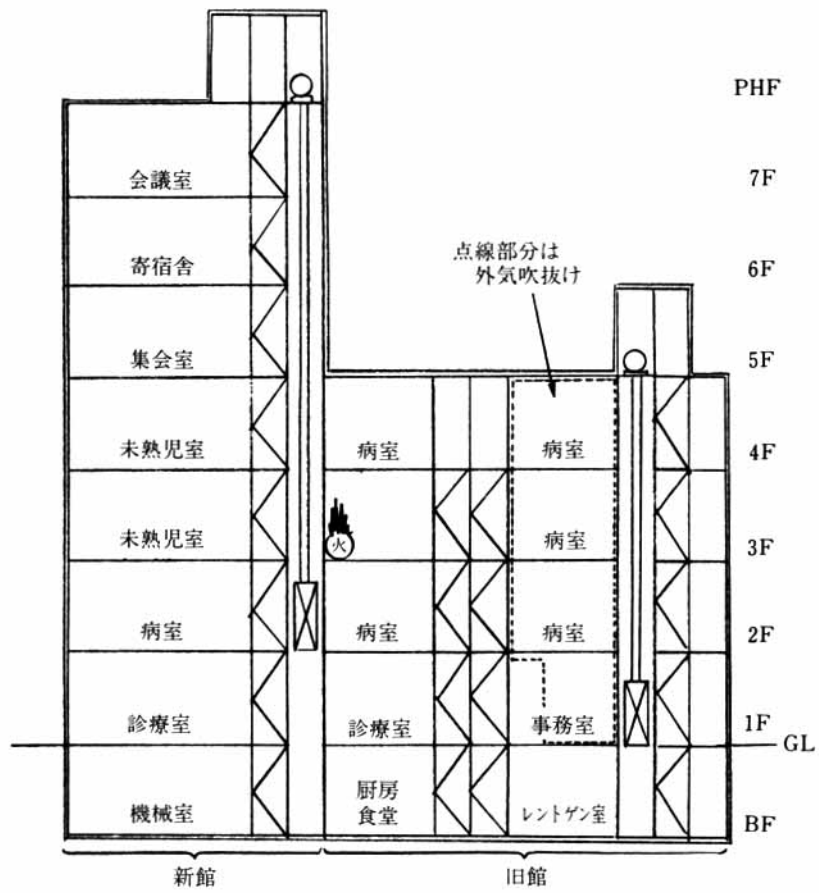 PHF
会議室
7F
点線部分は
外気吹抜け
寄宿舎
6F
集会室
5F
未熟児室
病室
病室
4F
未熟児室
火
病室
3F
病室
病室
病室
2F
診療室
診療室
事務室
1F
GL
機械室
厨房
食堂
レントゲン室
BF
新館
旧館